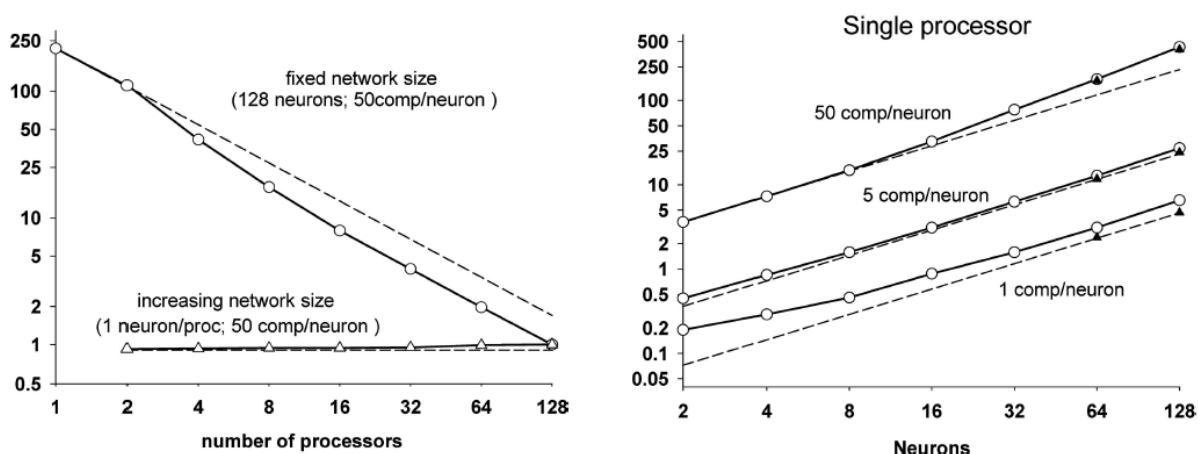 250
100
50
25
10
5
2
1
0.5
1 2 4 8 16 32 64 128
number of processors
fixed network size
(128 neurons; 50comp/neuron )
increasing network size
(1 neuron/proc; 50 comp/neuron )
Single processor
500
250
100
50
25
10
5
2
1
0.5
0.2
0.1
0.05
2 4 8 16 32 64 128
Neurons
50 comp/neuron
5 comp/neuron
1 comp/neuron